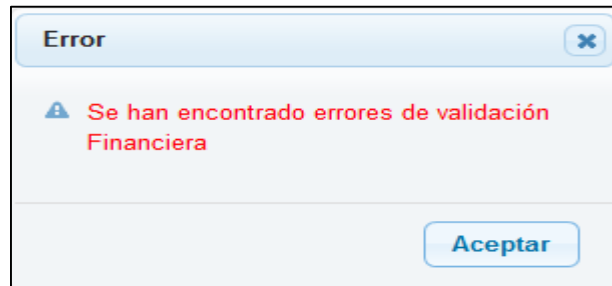 Error
Se han encontrado errores de validación
Financiera
Aceptar